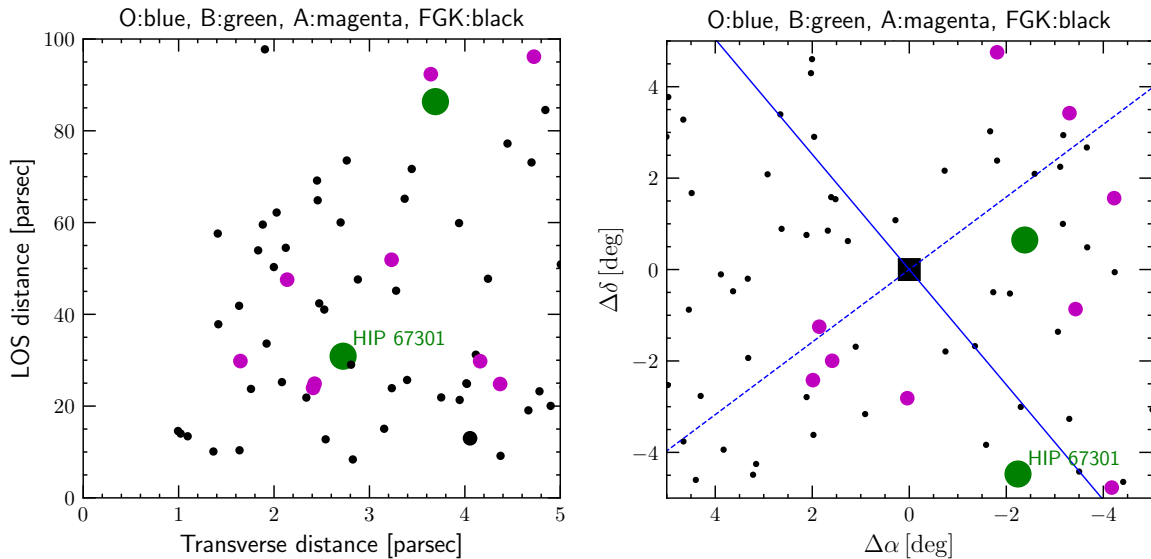 O:blue, B:green, A:magenta, FGK:black
100
80
60
40
20
0
LOS distance [parsec]
HIP 67301
0 1 2 3 4 5
Transverse distance [parsec]
O:blue, B:green, A:magenta, FGK:black
4
2
0
−2
−4
Δδ [deg]
HIP 67301
4 2 0 −2 −4
Δα [deg]